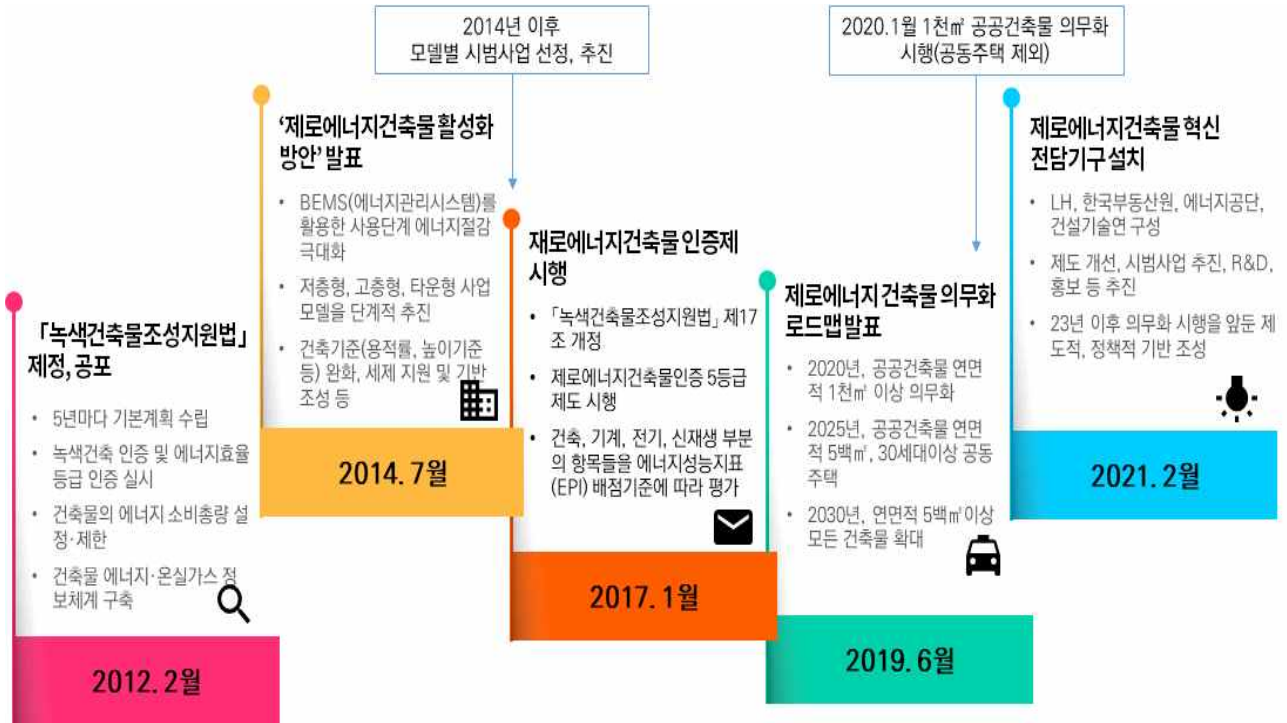 2014년 이후
모델별 시범사업 선정, 추진
2020.1월 1천㎡ 공공건축물 의무화
시행(공동주택 제외)
「녹색건축물조성지원법」
제정, 공포
• 5년마다 기본계획 수립
• 녹색건축 인증 및 에너지효율
등급 인증 실시
• 건축물의 에너지 소비총량 설
정·제한
• 건축물 에너지·온실가스 정
보체계 구축
2012. 2월
‘제로에너지건축물 활성화
방안’ 발표
• BEMS(에너지관리시스템)를
활용한 사용단계 에너지절감
극대화
• 저층형, 고층형, 타운형 사업
모델을 단계적 추진
• 건축기준(용적률, 높이기준
등) 완화, 세제 지원 및 기반
조성 등
2014. 7월
재로에너지건축물 인증제
시행
• 「녹색건축물조성지원법」 제17
조 개정
• 제로에너지건축물인증 5등급
제도 시행
• 건축, 기계, 전기, 신재생 부분
의 항목들을 에너지성능지표
(EPI) 배점기준에 따라 평가
2017. 1월
제로에너지 건축물 의무화
로드맵 발표
• 2020년, 공공건축물 연면
적 1천㎡ 이상 의무화
• 2025년, 공공건축물 연면
적 5백㎡, 30세대이상 공동
주택
• 2030년, 연면적 5백㎡이상
모든 건축물 확대
2019. 6월
제로에너지건축물 혁신
전담기구 설치
• LH, 한국부동산원, 에너지공단,
건설기술연 구성
• 제도 개선, 시범사업 추진, R&D,
홍보 등 추진
• 23년 이후 의무화 시행을 앞둔 제
도적, 정책적 기반 조성
2021. 2월